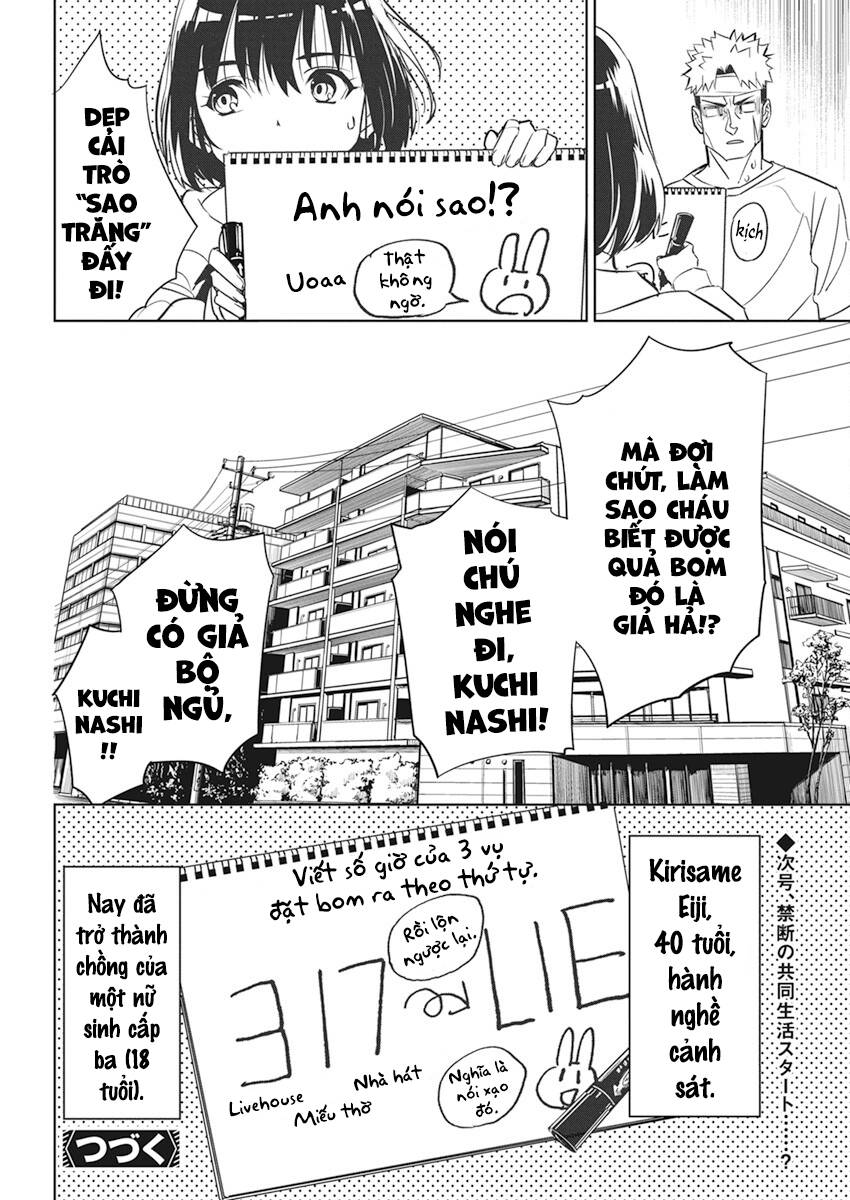 kịch
Anh nói sao!?
Uoaa
Thật
không
ngờ.
DẸP
CÁI
TRÒ
“SAO
TRĂNG”
ĐẤY
ĐI!
MÀ ĐỢI
CHÚT, LÀM
SAO CHÁU
BIẾT ĐƯỢC
QUẢ BOM
ĐÓ LÀ
GIẢ HẢ!?
NÓI
CHÚ
NGHE
ĐI,
KUCHI
NASHI!
ĐỪNG
CÓ GIẢ
BỘ
NGỦ,
KUCHI
NASHI
!!
Kirisame
Eiji,
40 tuổi,
hành
nghề
cảnh
sát.
Viết số giờ của 3 vụ
đặt bom ra theo thứ tự.
Rồi lộn
ngược lại.
317
LIE
Livehouse
Miếu thờ
Nhà hát
Nghĩa là
nói xạo
đó.
Nay đã
trở thành
chồng của
một nữ
sinh cấp
ba (18
tuổi).
◆次号 禁断の共同生活スタート……?
つづく